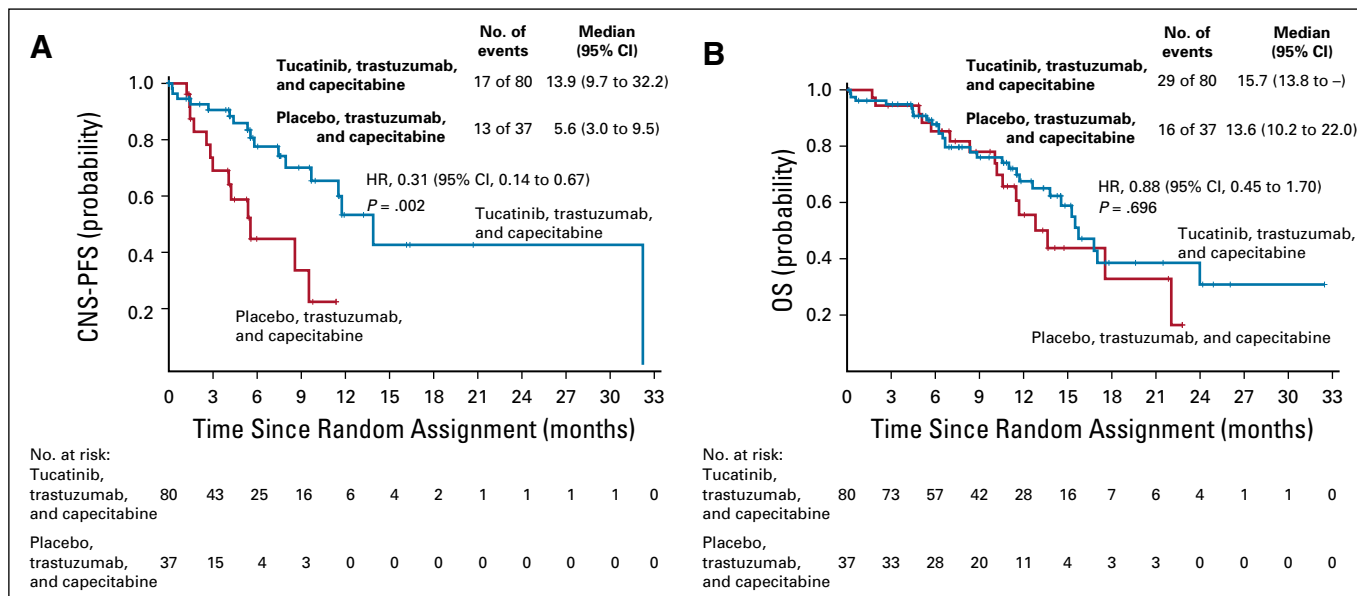 A
No. of events Median (95% CI)
Tucatinib, trastuzumab, and capecitabine 17 of 80 13.9 (9.7 to 32.2)
Placebo, trastuzumab, and capecitabine 13 of 37 5.6 (3.0 to 9.5)
HR, 0.31 (95% CI, 0.14 to 0.67)
P = .002
Tucatinib, trastuzumab,
and capecitabine
Placebo, trastuzumab,
and capecitabine
CNS-PFS (probability)
1.0
0.8
0.6
0.4
0.2
0 3 6 9 12 15 18 21 24 27 30 33
Time Since Random Assignment (months)
No. at risk:
Tucatinib,
trastuzumab, 80 43 25 16 6 4 2 1 1 1 1 0
and capecitabine
Placebo,
trastuzumab, 37 15 4 3 0 0 0 0 0 0 0 0
and capecitabine
B
No. of events Median (95% CI)
Tucatinib, trastuzumab, and capecitabine 29 of 80 15.7 (13.8 to –)
Placebo, trastuzumab, and capecitabine 16 of 37 13.6 (10.2 to 22.0)
HR, 0.88 (95% CI, 0.45 to 1.70)
P = .696
Tucatinib, trastuzumab,
and capecitabine
Placebo, trastuzumab, and capecitabine
OS (probability)
1.0
0.8
0.6
0.4
0.2
0 3 6 9 12 15 18 21 24 27 30 33
Time Since Random Assignment (months)
No. at risk:
Tucatinib,
trastuzumab, 80 73 57 42 28 16 7 6 4 1 1 0
and capecitabine
Placebo,
trastuzumab, 37 33 28 20 11 4 3 3 0 0 0 0
and capecitabine